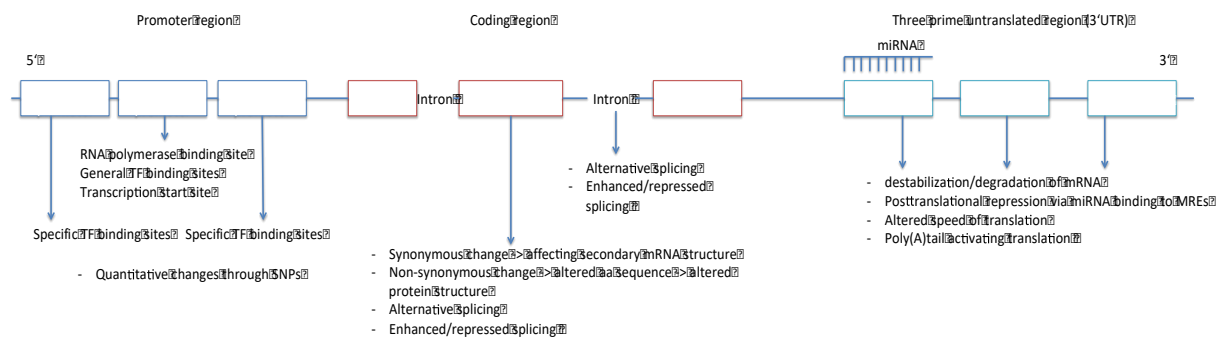 Promoter region
Coding region
Three prime untranslated region (3'UTR)
miRNA
5'
3'
Intron
Intron
RNA polymerase binding site
General TF binding sites
Transcription start site
Specific TF binding sites
Specific TF binding sites
- Quantitative changes through SNPs
- Alternative splicing
- Enhanced/repressed
splicing
- Synonymous change -> affecting secondary mRNA structure
- Non-synonymous change -> altered aa sequence -> altered
protein structure
- Alternative splicing
- Enhanced/repressed splicing
- destabilization/degradation of mRNA
- Posttranslational repression via miRNA binding to MREs
- Altered speed of translation
- Poly(A) tail activating translation